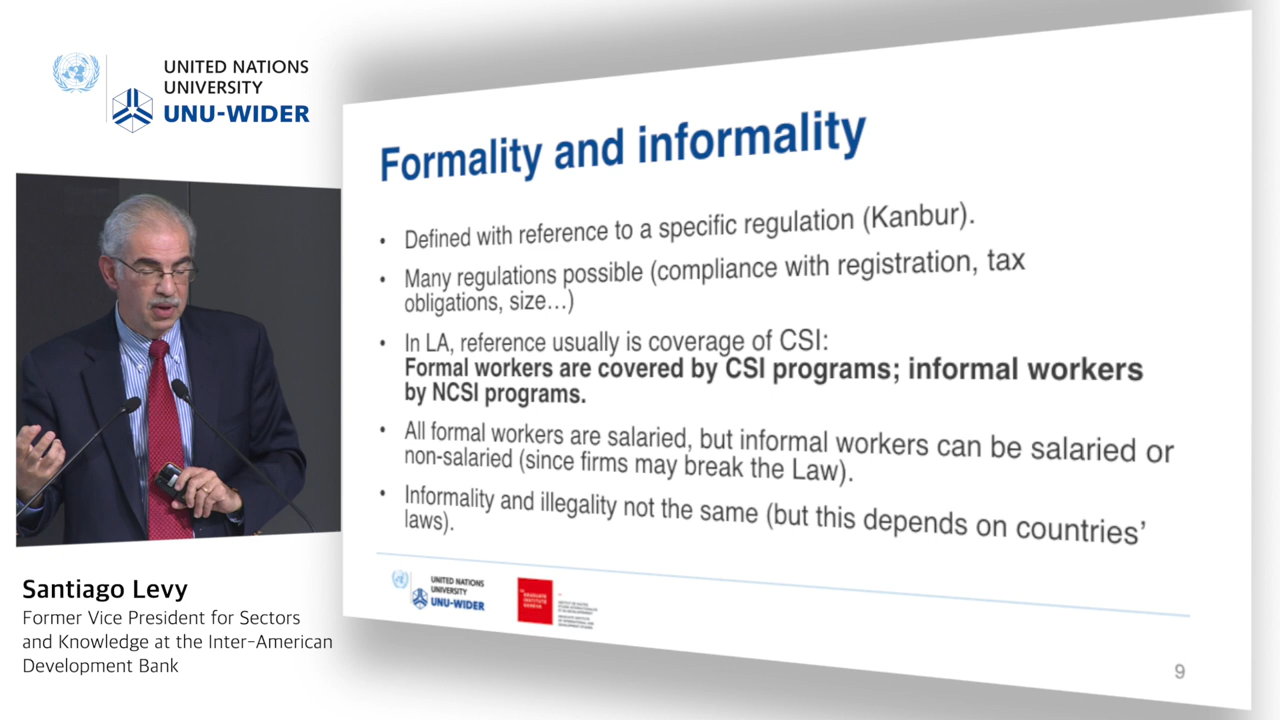 UNITED NATIONS
UNIVERSITY
UNU-WIDER
Formality and informality
• Defined with reference to a specific regulation (Kanbur).
• Many regulations possible (compliance with registration, tax
obligations, size…)
• In LA, reference usually is coverage of CSI:
Formal workers are covered by CSI programs; informal workers
by NCSI programs.
• All formal workers are salaried, but informal workers can be salaried or
non-salaried (since firms may break the Law).
• Informality and illegality not the same (but this depends on countries’
laws).
UNITED NATIONS
UNIVERSITY
UNU-WIDER
GRADUATE
INSTITUTE
GENEVA
9
Santiago Levy
Former Vice President for Sectors
and Knowledge at the Inter-American
Development Bank